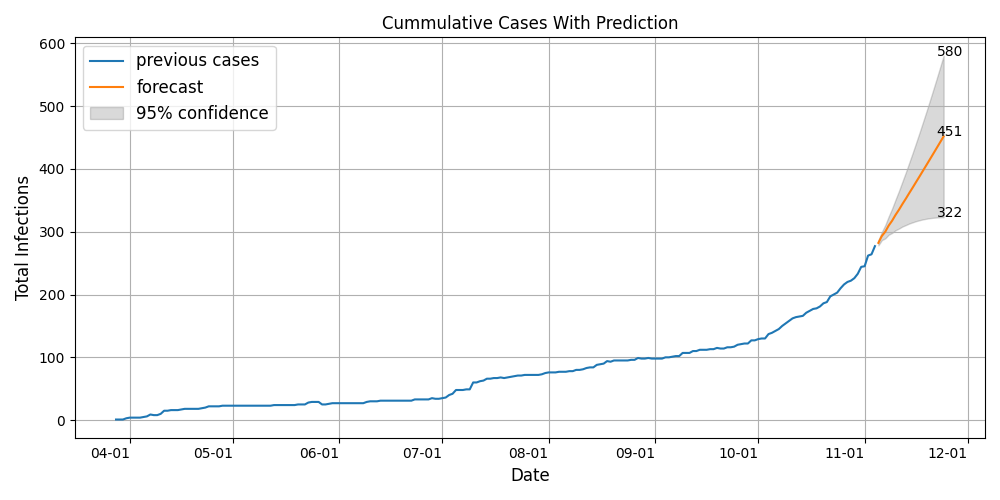 Cummulative Cases With Prediction
previous cases
forecast
95% confidence
580
451
322
Total Infections
600
500
400
300
200
100
0
04-01 05-01 06-01 07-01 08-01 09-01 10-01 11-01 12-01
Date